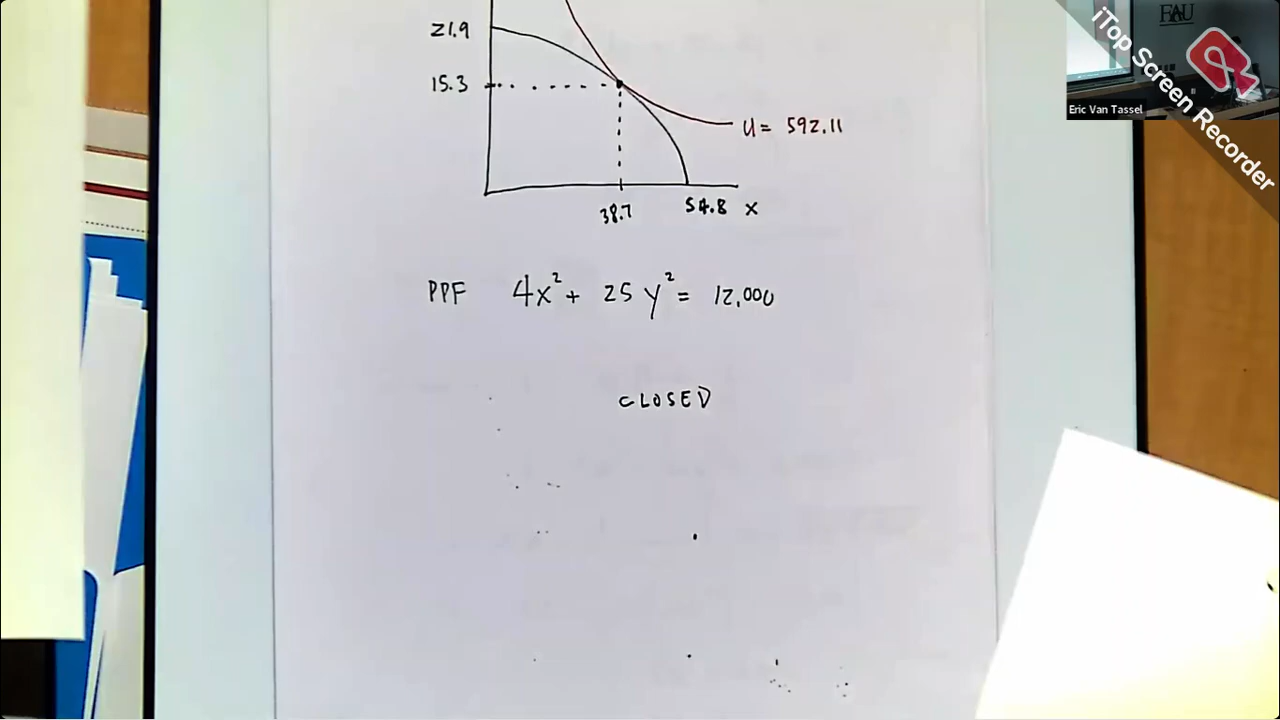 21.9
15.3
U = 592.11
38.7 54.8 x
PPF 4x² + 25y² = 12,000
CLOSED
FAU
Eric Van Tassel
iTop Screen Recorder